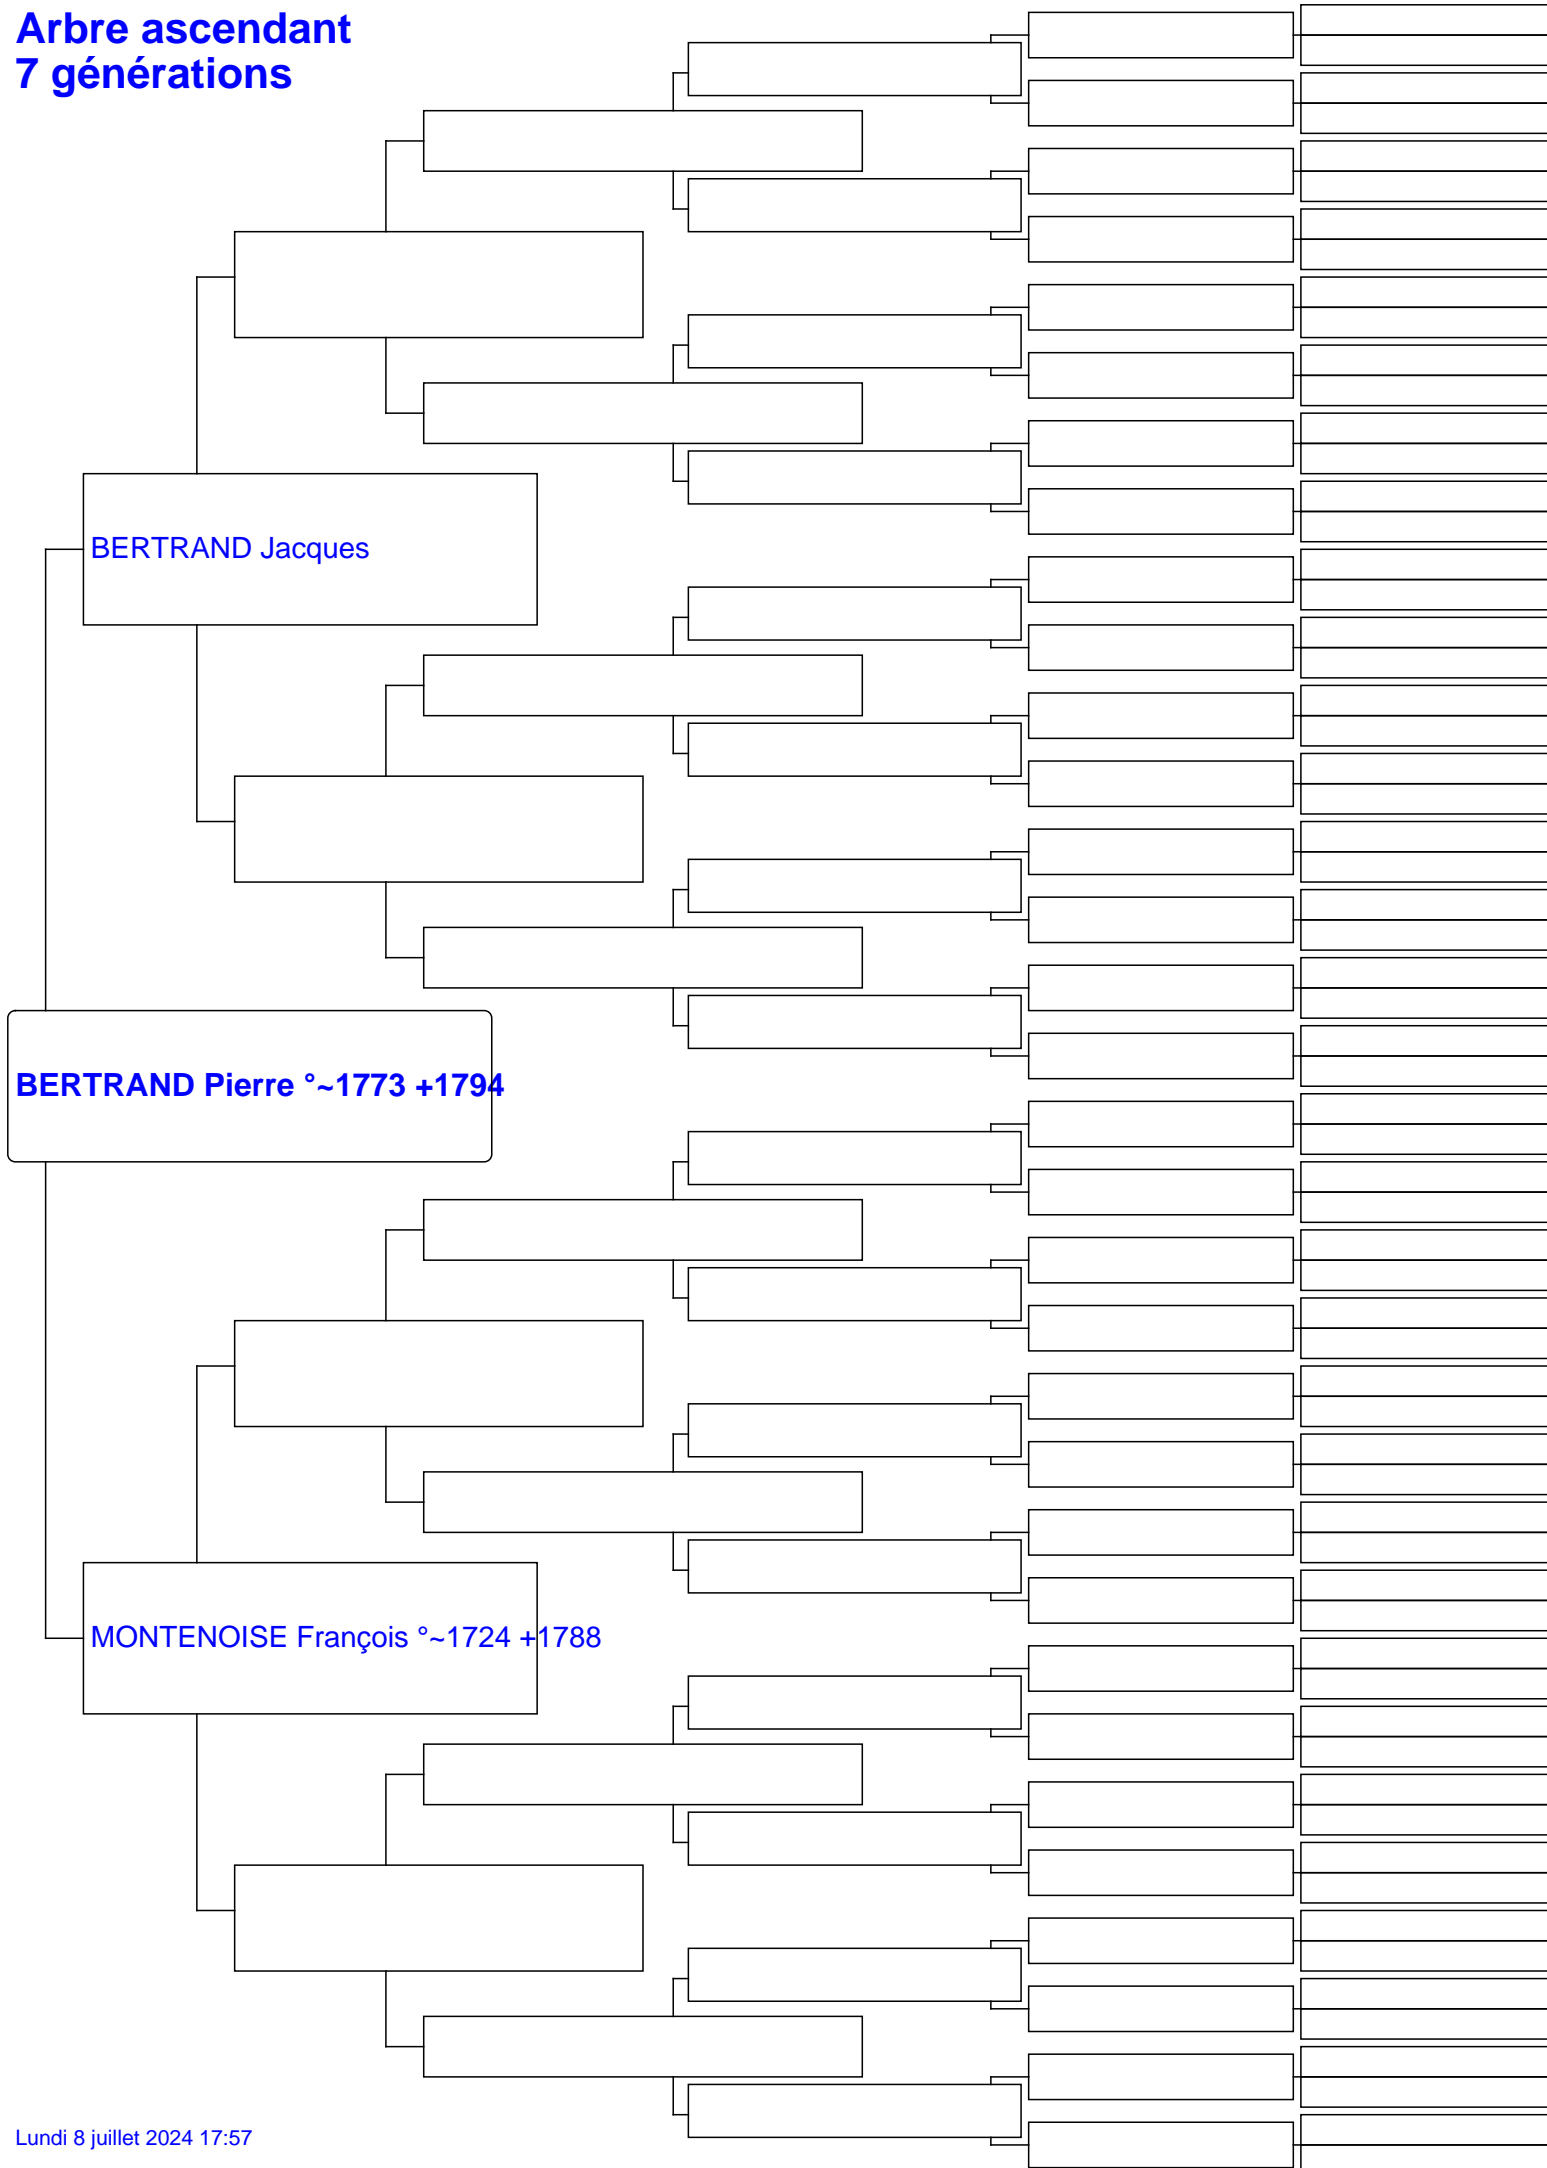 Arbre ascendant
7 générations
BERTRAND Jacques
BERTRAND Pierre °~1773 +1794
MONTENOISE François °~1724 +1788
Lundi 8 juillet 2024 17:57